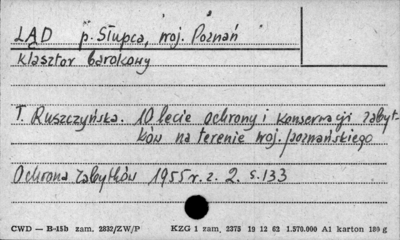 LĄD p. Słupca, woj. Poznań
klasztor barokowy
T. Ruszczyńska. 10 lecie ochrony i konserwacji zabyt-
ków na terenie woj. poznańskiego
Ochrona Zabytków 1955 r. z. 2. s. 133
CWD — B-15b zam. 2832/ZW/P KZG 1 zam. 2375 19 12 62 1.570.000 A1 karton 180 g